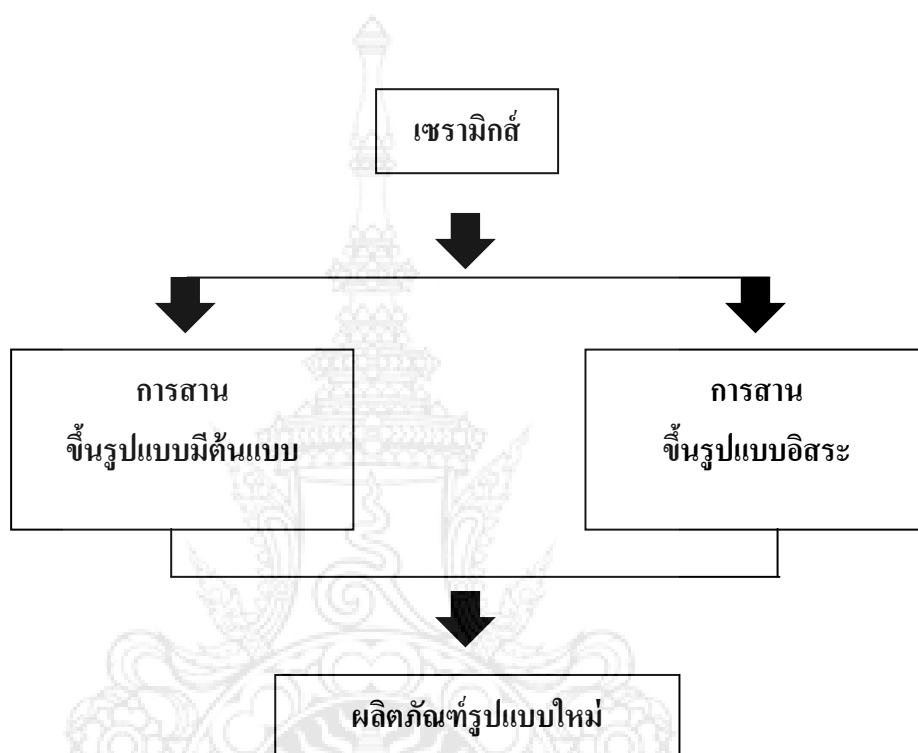 เซรามิกส์
การสาน
ขึ้นรูปแบบมีต้นแบบ
การสาน
ขึ้นรูปแบบอิสระ
ผลิตภัณฑ์รูปแบบใหม่